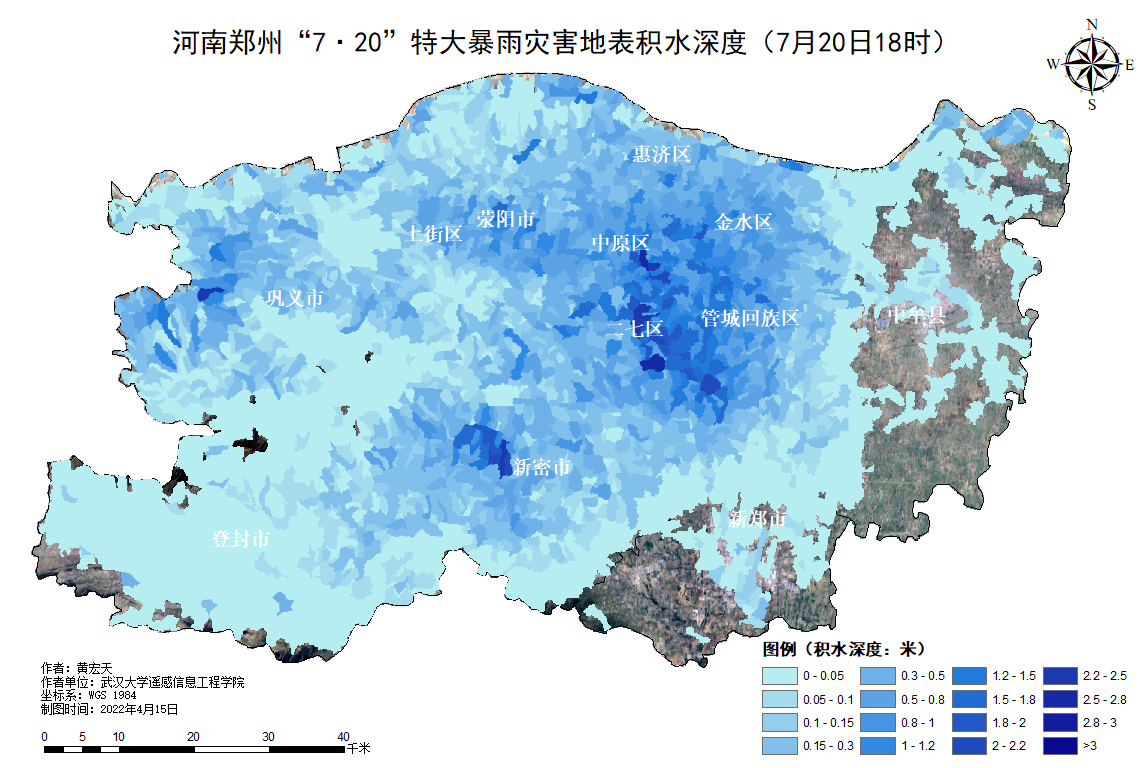 河南郑州“7·20”特大暴雨灾害地表积水深度（7月20日18时）
N
W E
S
惠济区
荥阳市
金水区
上街区
中原区
巩义市
管城回族区
中牟县
二七区
新密市
新郑市
登封市
图例（积水深度：米）
0 - 0.05
0.05 - 0.1
0.1 - 0.15
0.15 - 0.3
0.3 - 0.5
0.5 - 0.8
0.8 - 1
1 - 1.2
1.2 - 1.5
1.5 - 1.8
1.8 - 2
2 - 2.2
2.2 - 2.5
2.5 - 2.8
2.8 - 3
>3
作者：黄宏天
作者单位：武汉大学遥感信息工程学院
坐标系：WGS 1984
制图时间：2022年4月15日
0 5 10 20 30 40
千米